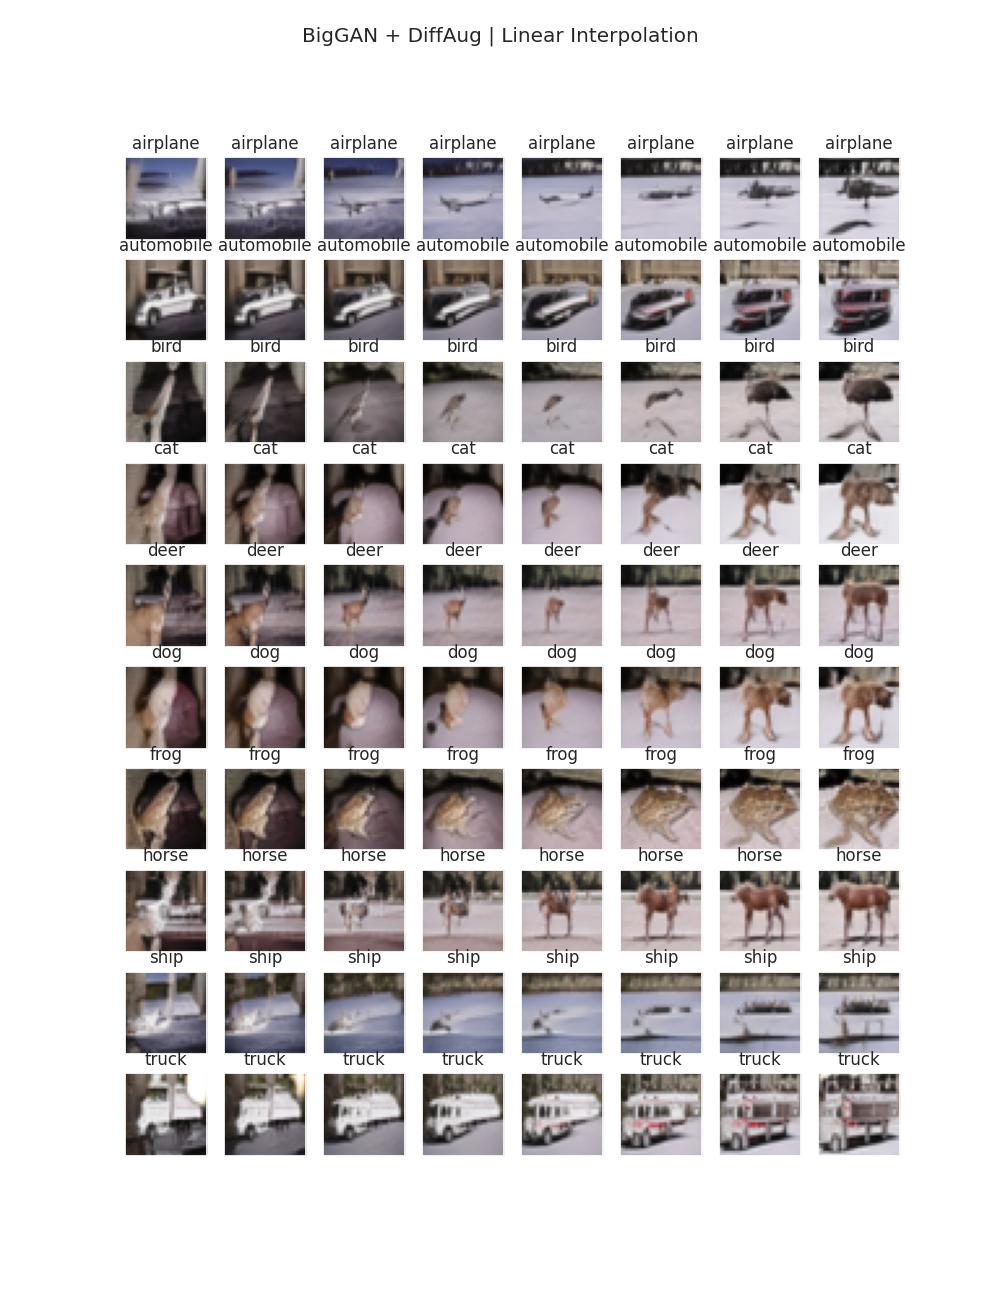 BigGAN + DiffAug | Linear Interpolation
airplane airplane airplane airplane airplane airplane airplane airplane
automobile automobile automobile automobile automobile automobile automobile automobile
bird bird bird bird bird bird bird bird
cat cat cat cat cat cat cat cat
deer deer deer deer deer deer deer deer
dog dog dog dog dog dog dog dog
frog frog frog frog frog frog frog frog
horse horse horse horse horse horse horse horse
ship ship ship ship ship ship ship ship
truck truck truck truck truck truck truck truck